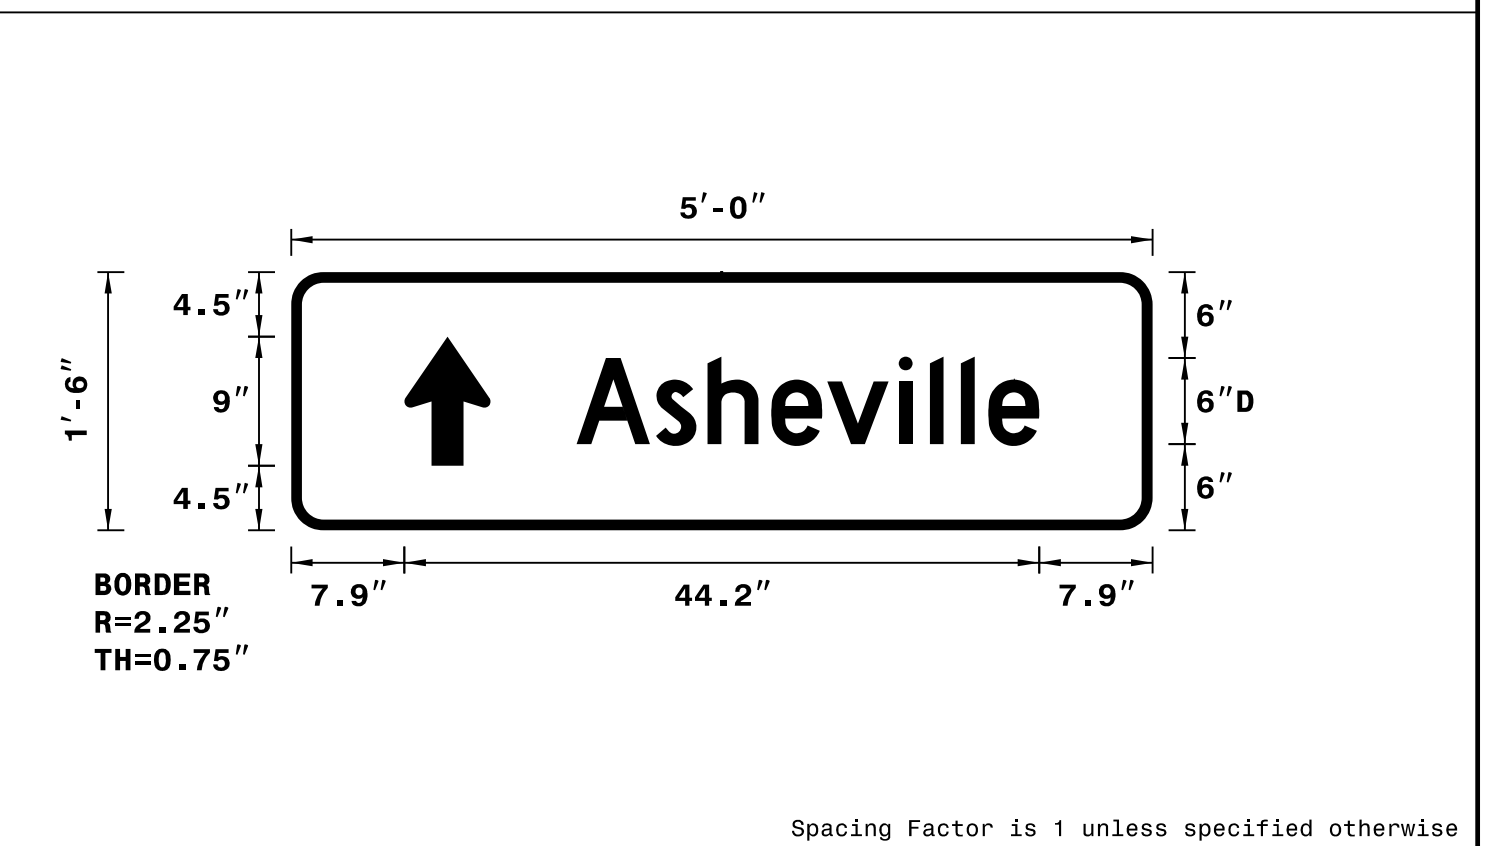 5'-0"
4.5"
6"
1'-6"
9"
Asheville
6"D
4.5"
6"
7.9"
44.2"
7.9"
BORDER
R=2.25"
TH=0.75"
Spacing Factor is 1 unless specified otherwise